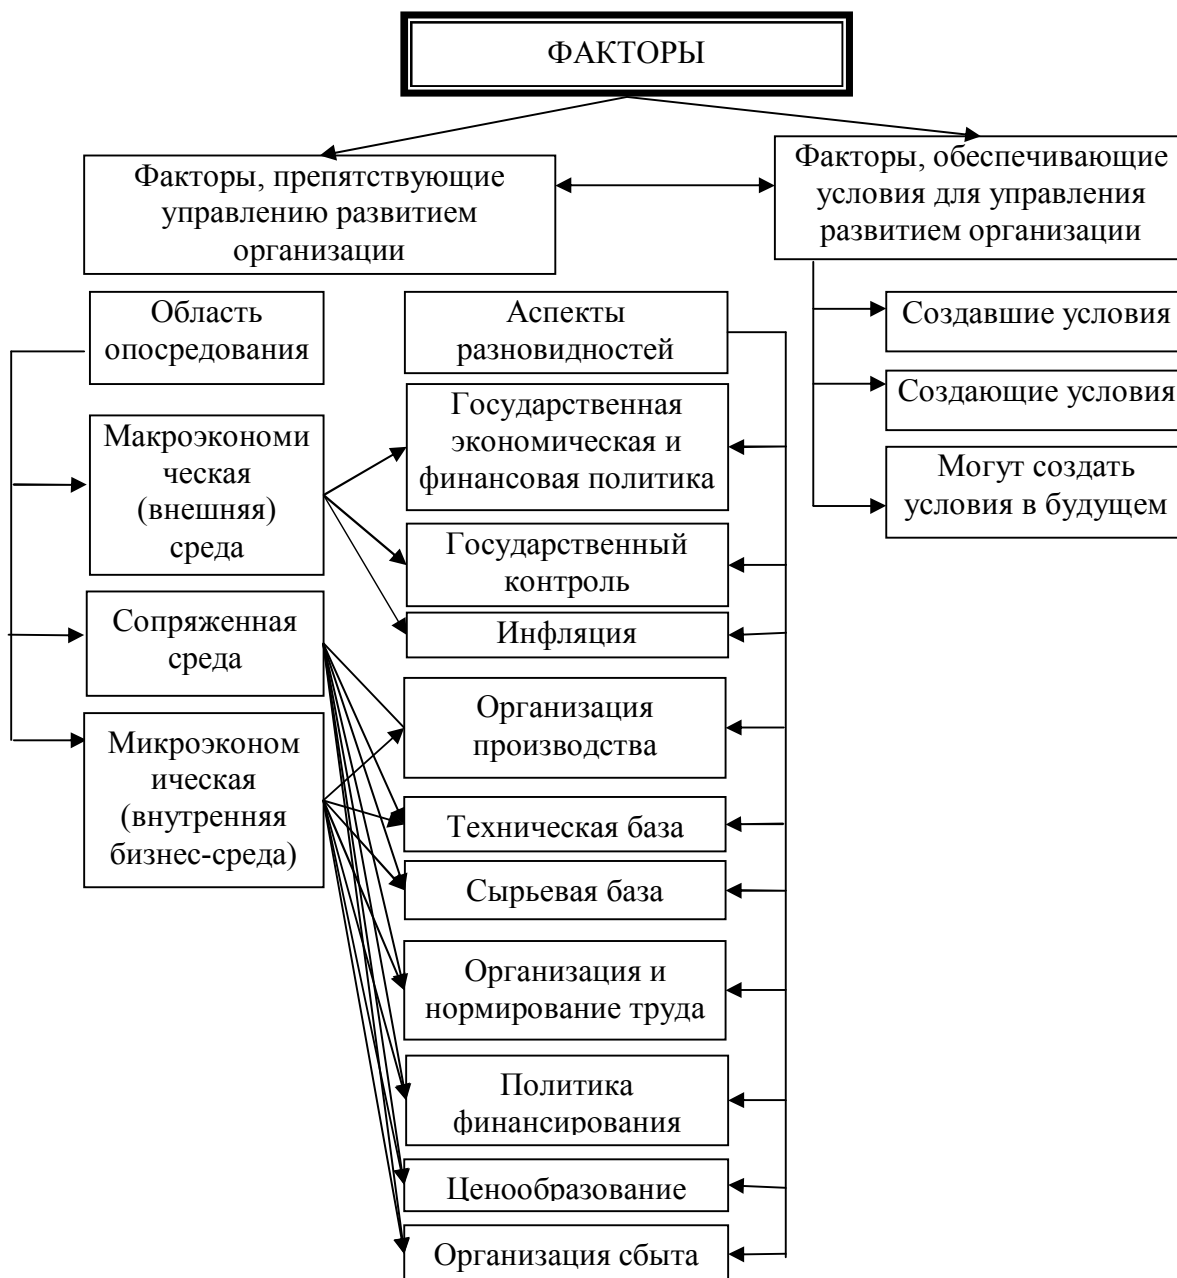 ФАКТОРЫ
Факторы, препятствующие
управлению развитием
организации
Факторы, обеспечивающие
условия для управления
развитием организации
Область
опосредования
Макроэкономи
ческая
(внешняя)
среда
Сопряженная
среда
Микроэконом
ическая
(внутренняя
бизнес-среда)
Аспекты
разновидностей
Государственная
экономическая и
финансовая политика
Государственный
контроль
Инфляция
Организация
производства
Техническая база
Сырьевая база
Организация и
нормирование труда
Политика
финансирования
Ценообразование
Организация сбыта
Создавшие условия
Создающие условия
Могут создать
условия в будущем